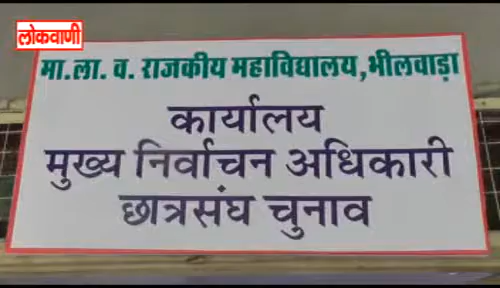 लोकवाणी
मा.ला. व. राजकीय महाविद्यालय,भीलवाड़ा
कार्यालय
मुख्य निर्वाचन अधिकारी
छात्रसंघ चुनाव